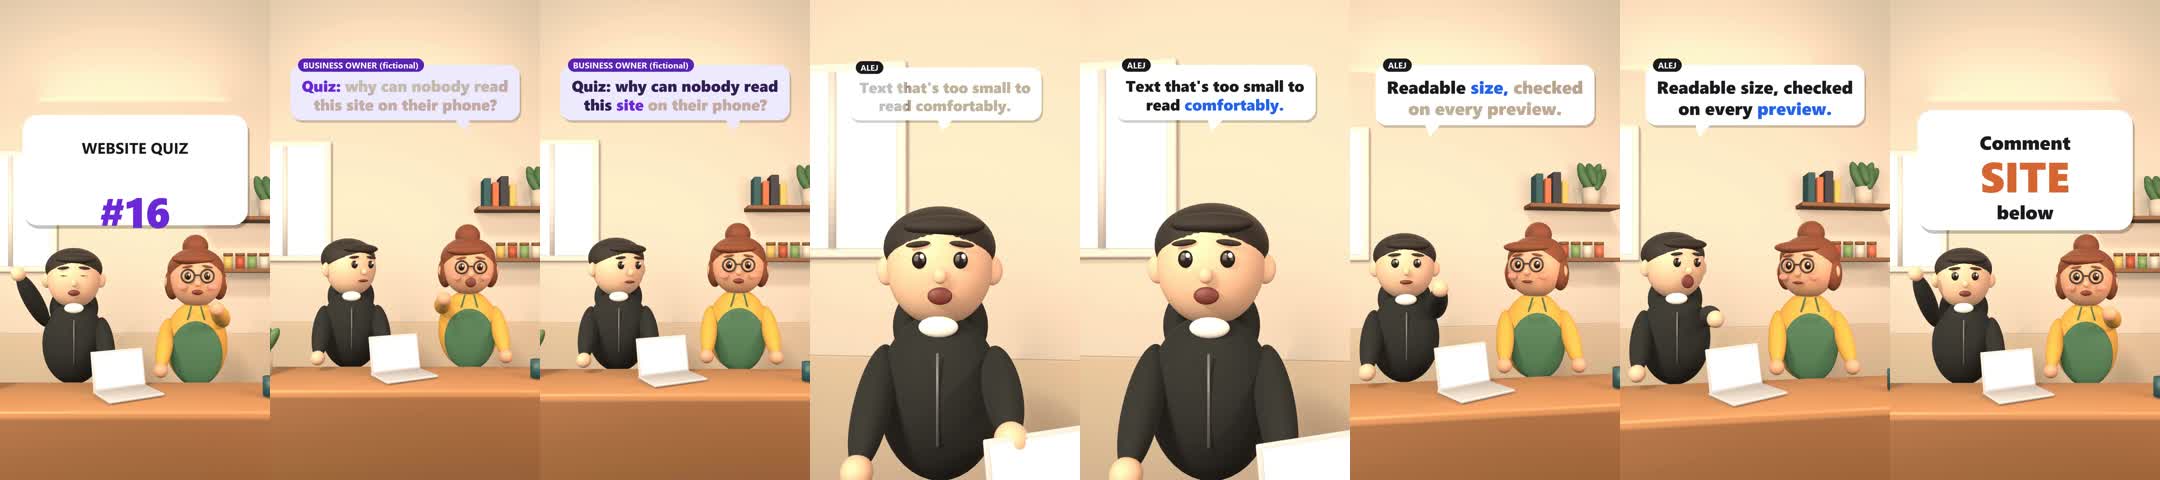 WEBSITE QUIZ
#16
BUSINESS OWNER (fictional)
Quiz: why can nobody read
this site on their phone?
BUSINESS OWNER (fictional)
Quiz: why can nobody read
this site on their phone?
ALEJ
Text that's too small to
read comfortably.
ALEJ
Text that's too small to
read comfortably.
ALEJ
Readable size, checked
on every preview.
ALEJ
Readable size, checked
on every preview.
Comment
SITE
below